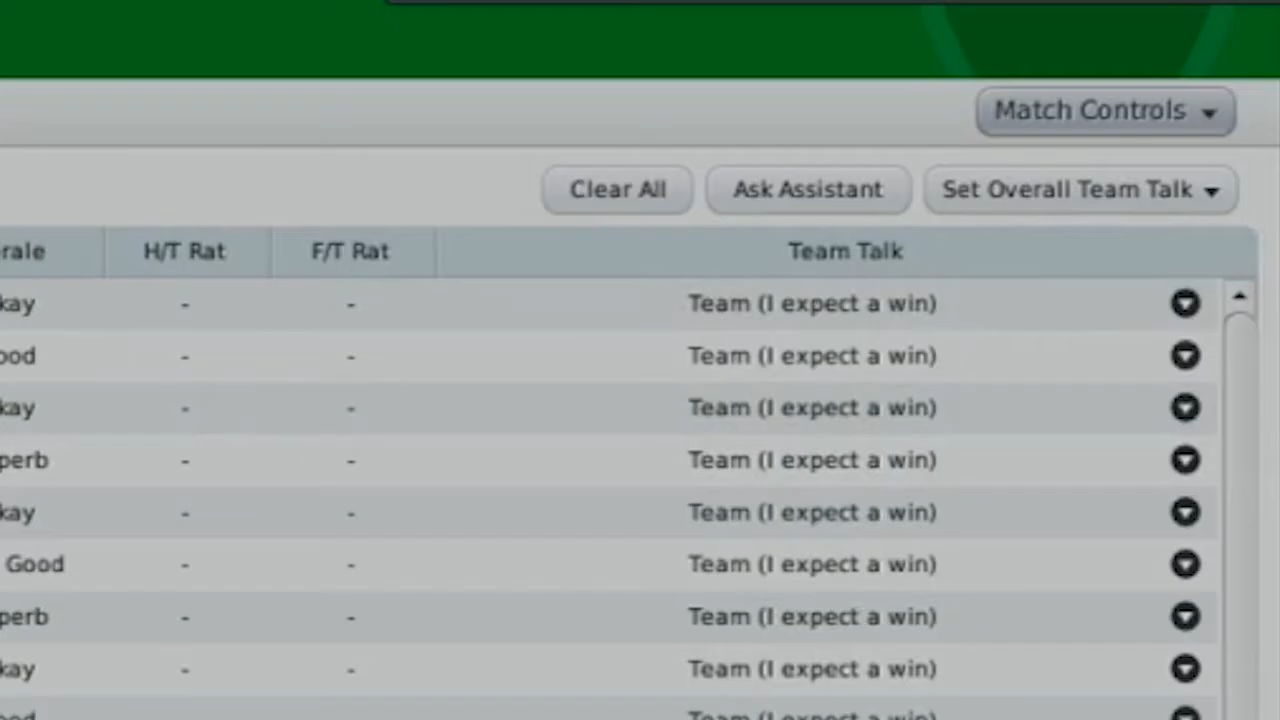 Match Controls
Clear All Ask Assistant Set Overall Team Talk
rale H/T Rat F/T Rat Team Talk
kay - - Team (I expect a win)
ood - - Team (I expect a win)
kay - - Team (I expect a win)
perb - - Team (I expect a win)
kay - - Team (I expect a win)
Good - - Team (I expect a win)
perb - - Team (I expect a win)
kay - - Team (I expect a win)